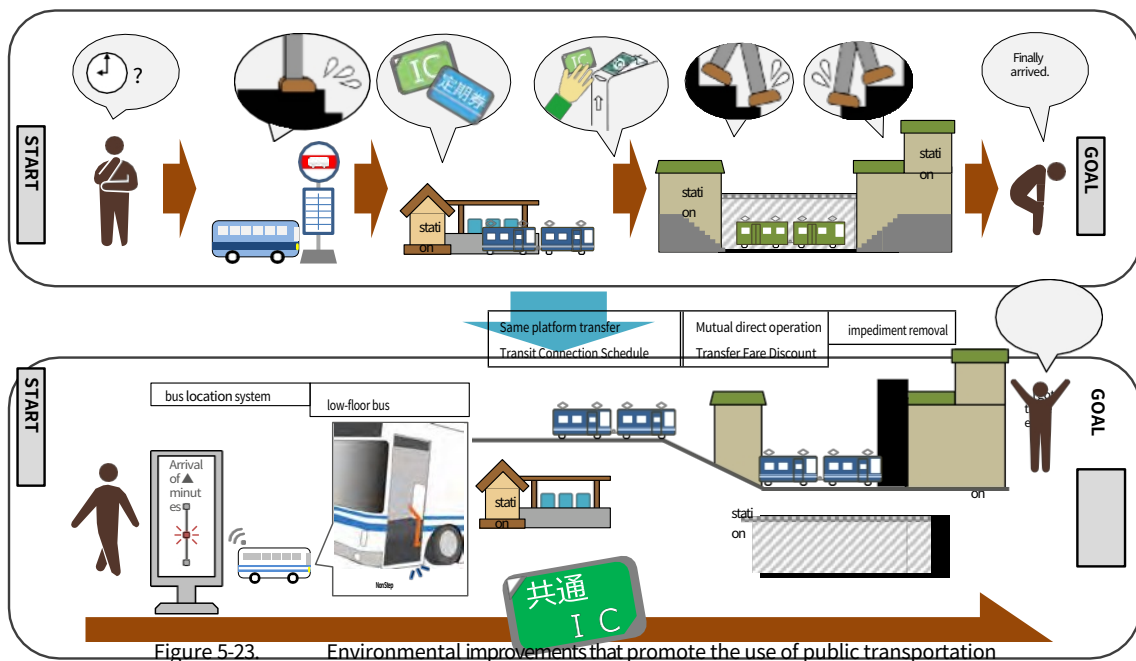 ?
IC
定期券
IC
Finally
arrived.
START
GOAL
stati
on
stati
on
stati
on
Same platform transfer
Transit Connection Schedule
Mutual direct operation
Transfer Fare Discount
impediment removal
START
GOAL
bus location system
low-floor bus
Arrival
of ▲
minut
es
NonStep
stati
on
stati
on
on
共通
ＩＣ
Figure 5-23. Environmental improvements that promote the use of public transportation